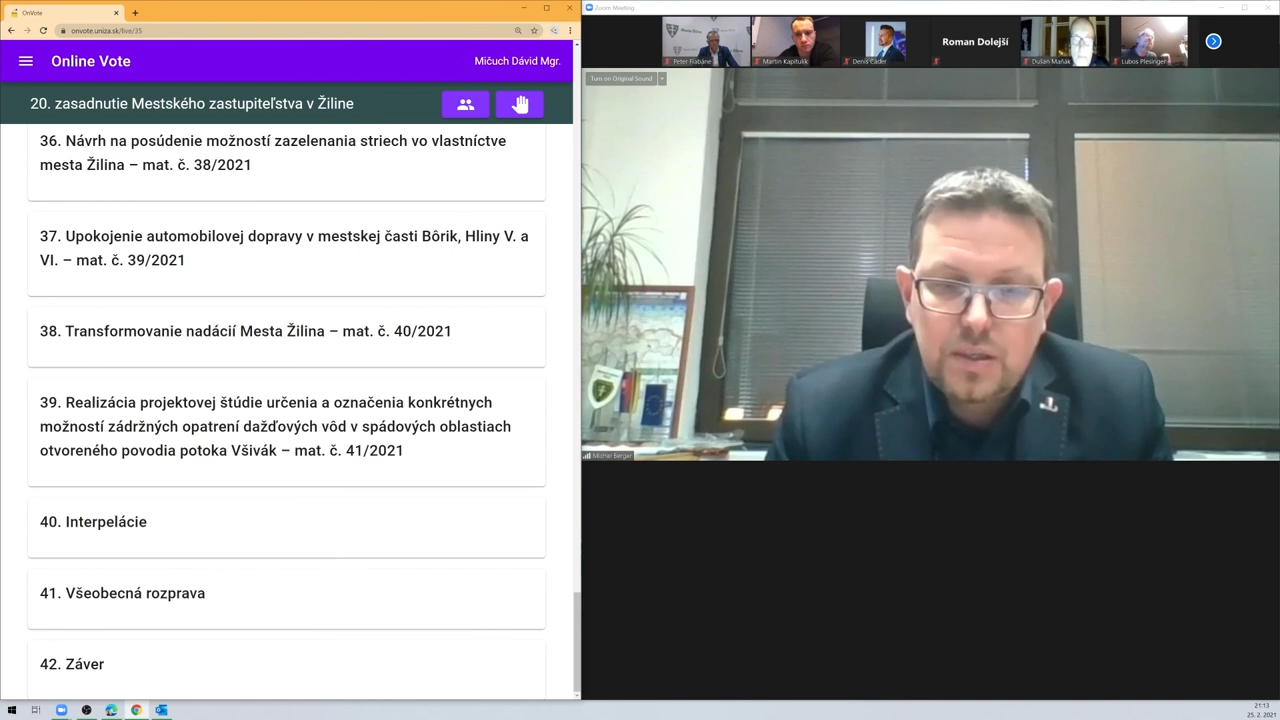 OnVote
onvote.uniza.sk/live/35
Online Vote
Mičuch Dávid Mgr.
20. zasadnutie Mestského zastupiteľstva v Žiline
36. Návrh na posúdenie možností zazelenania striech vo vlastníctve
mesta Žilina – mat. č. 38/2021
37. Upokojenie automobilovej dopravy v mestskej časti Bôrik, Hliny V. a
VI. – mat. č. 39/2021
38. Transformovanie nadácií Mesta Žilina – mat. č. 40/2021
39. Realizácia projektovej štúdie určenia a označenia konkrétnych
možností zádržných opatrení dažďových vôd v spádových oblastiach
otvoreného povodia potoka Všivák – mat. č. 41/2021
40. Interpelácie
41. Všeobecná rozprava
42. Záver
Zoom Meeting
Peter Fiabáne
Martin Kapitulík
Denis Cáder
Roman Dolejší
Dušan Maňák
Lubos Plesinger
Turn on Original Sound
Michal Berger
21:13
25. 2. 2021